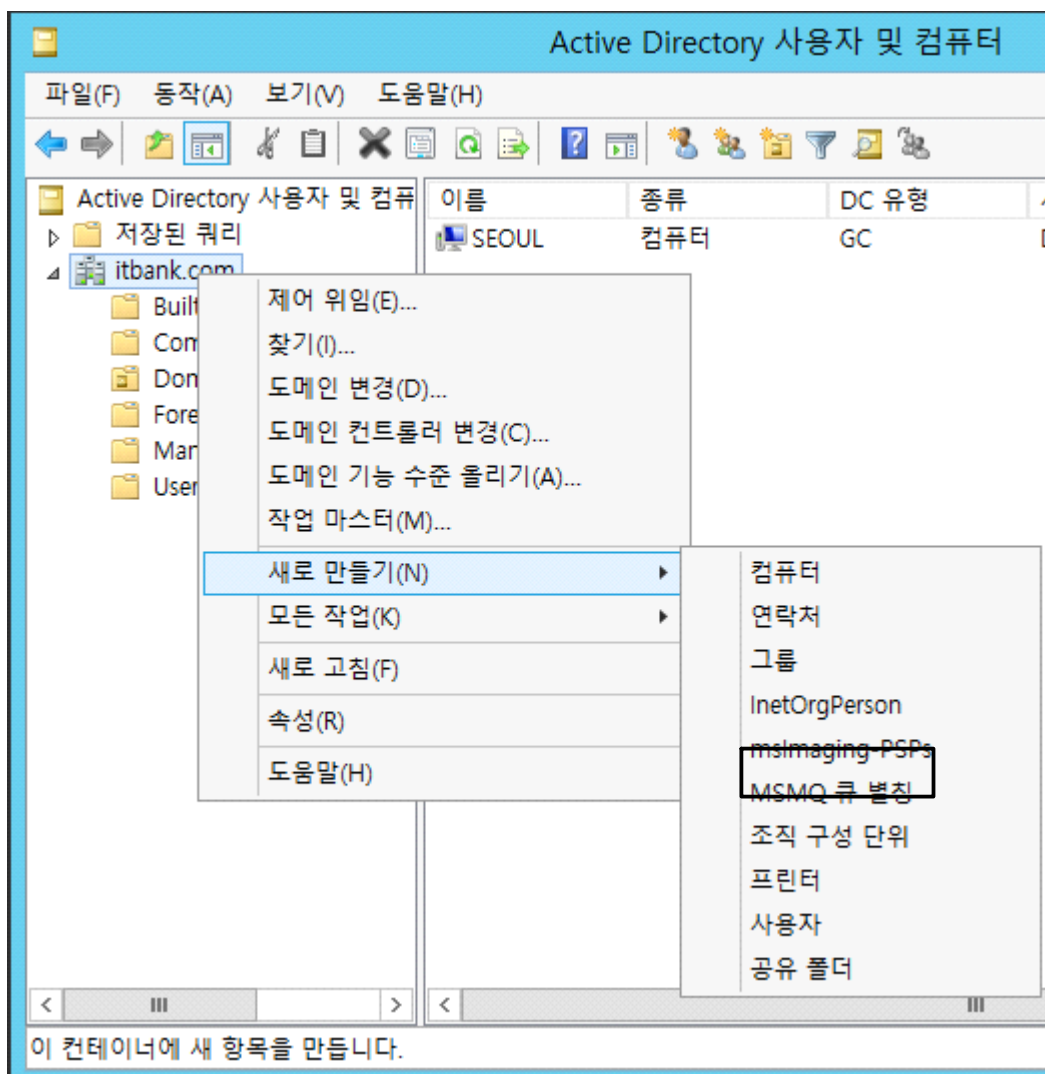 Active Directory 사용자 및 컴퓨터
파일(F) 동작(A) 보기(V) 도움말(H)
Active Directory 사용자 및 컴퓨
저장된 쿼리
itbank.com
Built
Com
Dom
Fore
Man
User
이름 종류 DC 유형
SEOUL 컴퓨터 GC
제어 위임(E)...
찾기(I)...
도메인 변경(D)...
도메인 컨트롤러 변경(C)...
도메인 기능 수준 올리기(A)...
작업 마스터(M)...
새로 만들기(N)
모든 작업(K)
새로 고침(F)
속성(R)
도움말(H)
컴퓨터
연락처
그룹
InetOrgPerson
msImaging-PSPs
MSMQ 큐 별칭
조직 구성 단위
프린터
사용자
공유 폴더
이 컨테이너에 새 항목을 만듭니다.